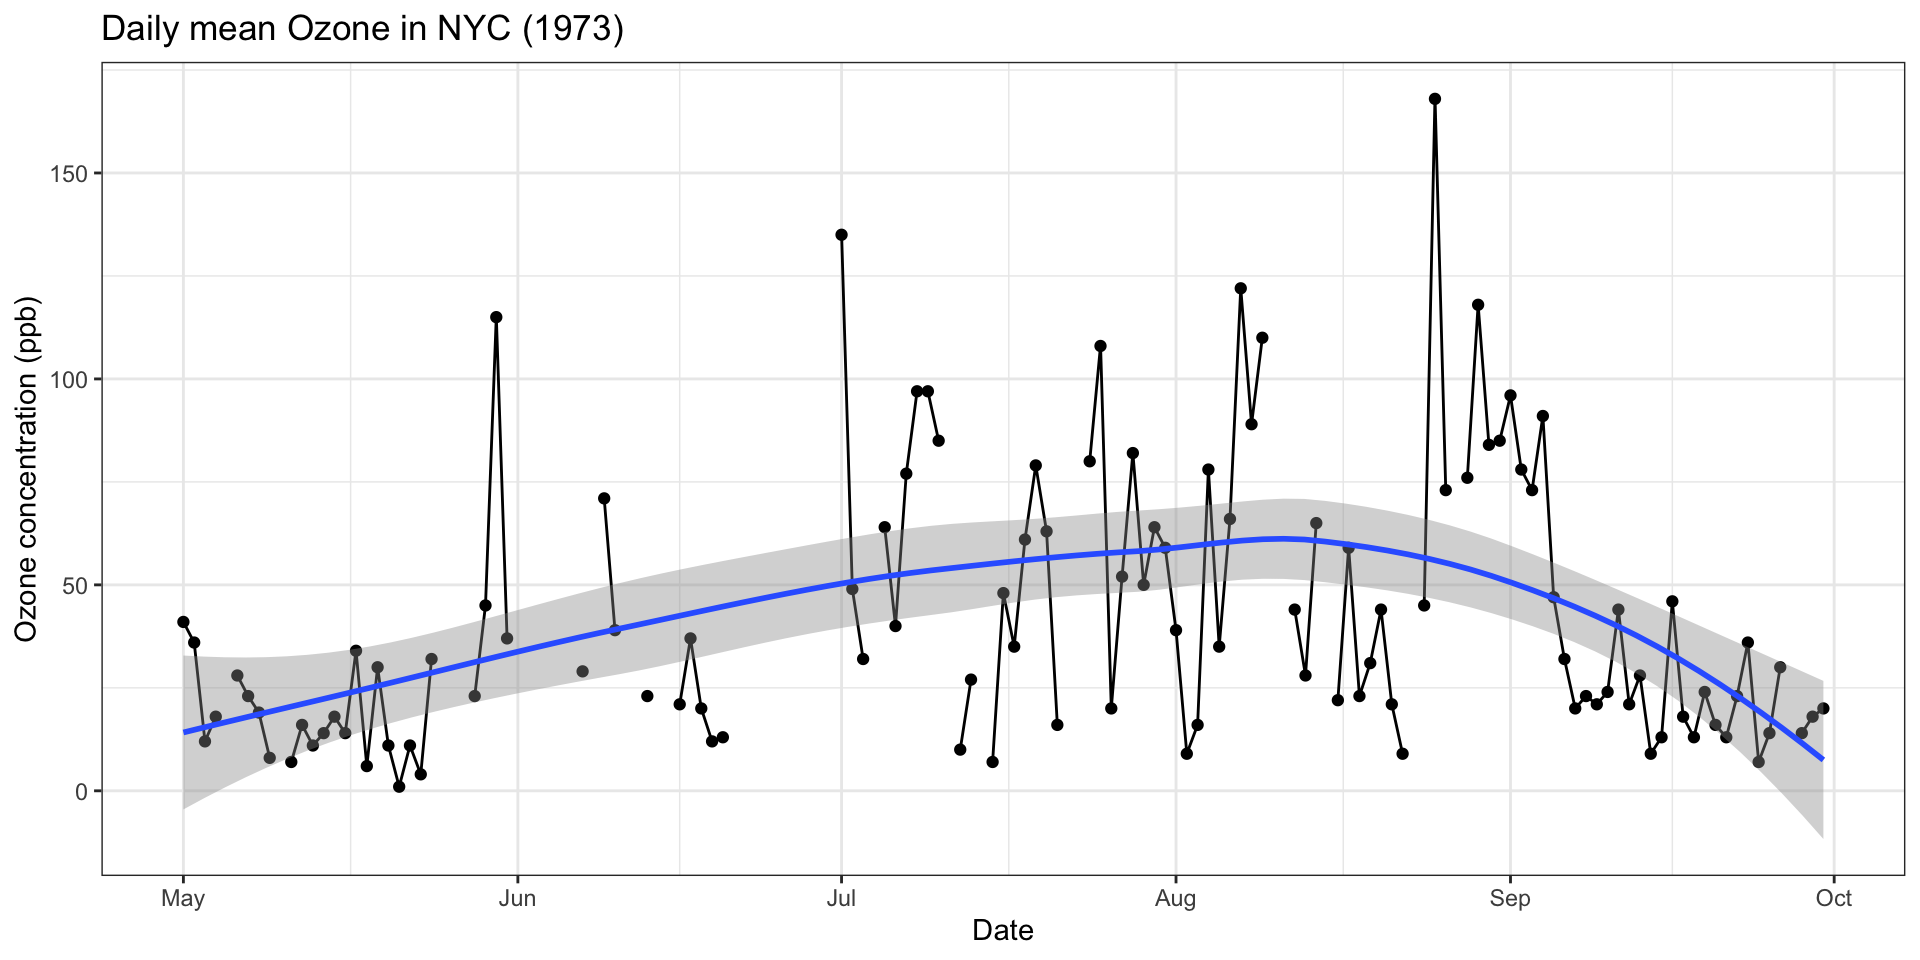 Daily mean Ozone in NYC (1973)
Ozone concentration (ppb)
150
100
50
0
May Jun Jul Aug Sep Oct
Date